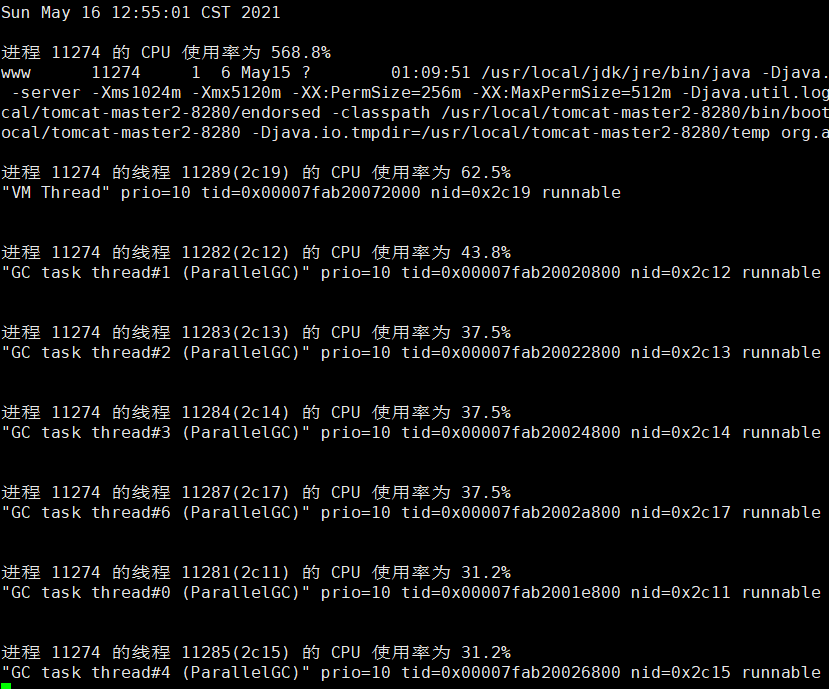 Sun May 16 12:55:01 CST 2021
进程 11274 的 CPU 使用率为 568.8%
www      11274     1  6 May15 ?        01:09:51 /usr/local/jdk/jre/bin/java -Djava.
 -server -Xms1024m -Xmx5120m -XX:PermSize=256m -XX:MaxPermSize=512m -Djava.util.log
cal/tomcat-master2-8280/endorsed -classpath /usr/local/tomcat-master2-8280/bin/boot
ocal/tomcat-master2-8280 -Djava.io.tmpdir=/usr/local/tomcat-master2-8280/temp org.a
进程 11274 的线程 11289(2c19) 的 CPU 使用率为 62.5%
"VM Thread" prio=10 tid=0x00007fab20072000 nid=0x2c19 runnable
进程 11274 的线程 11282(2c12) 的 CPU 使用率为 43.8%
"GC task thread#1 (ParallelGC)" prio=10 tid=0x00007fab20020800 nid=0x2c12 runnable
进程 11274 的线程 11283(2c13) 的 CPU 使用率为 37.5%
"GC task thread#2 (ParallelGC)" prio=10 tid=0x00007fab20022800 nid=0x2c13 runnable
进程 11274 的线程 11284(2c14) 的 CPU 使用率为 37.5%
"GC task thread#3 (ParallelGC)" prio=10 tid=0x00007fab20024800 nid=0x2c14 runnable
进程 11274 的线程 11287(2c17) 的 CPU 使用率为 37.5%
"GC task thread#6 (ParallelGC)" prio=10 tid=0x00007fab2002a800 nid=0x2c17 runnable
进程 11274 的线程 11281(2c11) 的 CPU 使用率为 31.2%
"GC task thread#0 (ParallelGC)" prio=10 tid=0x00007fab2001e800 nid=0x2c11 runnable
进程 11274 的线程 11285(2c15) 的 CPU 使用率为 31.2%
"GC task thread#4 (ParallelGC)" prio=10 tid=0x00007fab20026800 nid=0x2c15 runnable